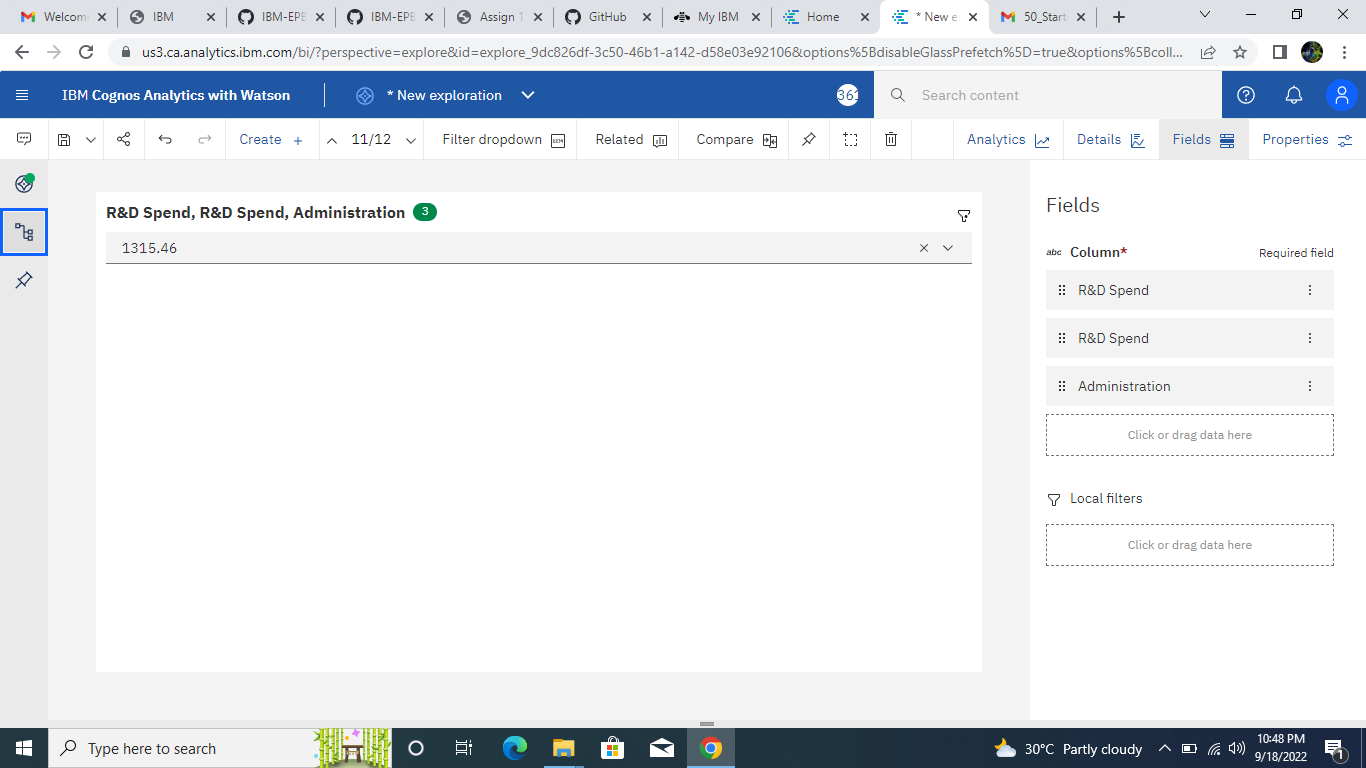 Welcome
IBM
IBM-EPB
IBM-EPB
Assign T
GitHub
My IBM
Home
* New e
50_Start
us3.ca.analytics.ibm.com/bi/?perspective=explore&id=explore_9dc826df-3c50-46b1-a142-d58e03e92106&options%5BdisableGlassPrefetch%5D=true&options%5Bcoll...
IBM Cognos Analytics with Watson
* New exploration
361
Search content
Create +
11/12
Filter dropdown
Related
Compare
Analytics
Details
Fields
Properties
R&D Spend, R&D Spend, Administration 3
1315.46
Fields
abc Column* Required field
R&D Spend
R&D Spend
Administration
Click or drag data here
Local filters
Click or drag data here
Type here to search
30°C Partly cloudy
10:48 PM
9/18/2022
1